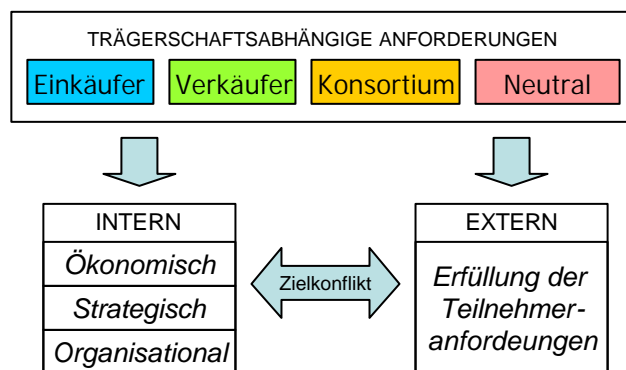 TRÄGERSCHAFTSABHÄNGIGE ANFORDERUNGEN
Einkäufer Verkäufer Konsortium Neutral
INTERN
Ökonomisch
Strategisch
Organisational
Zielkonflikt
EXTERN
Erfüllung der
Teilnehmer-
anfordeungen